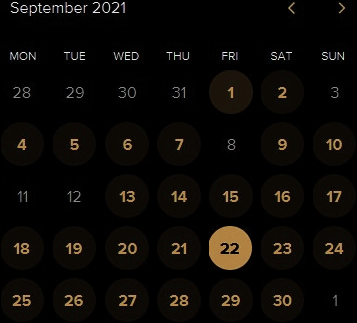 September 2021
MON TUE WED THU FRI SAT SUN
28 29 30 31 1 2 3
4 5 6 7 8 9 10
11 12 13 14 15 16 17
18 19 20 21 22 23 24
25 26 27 28 29 30 1